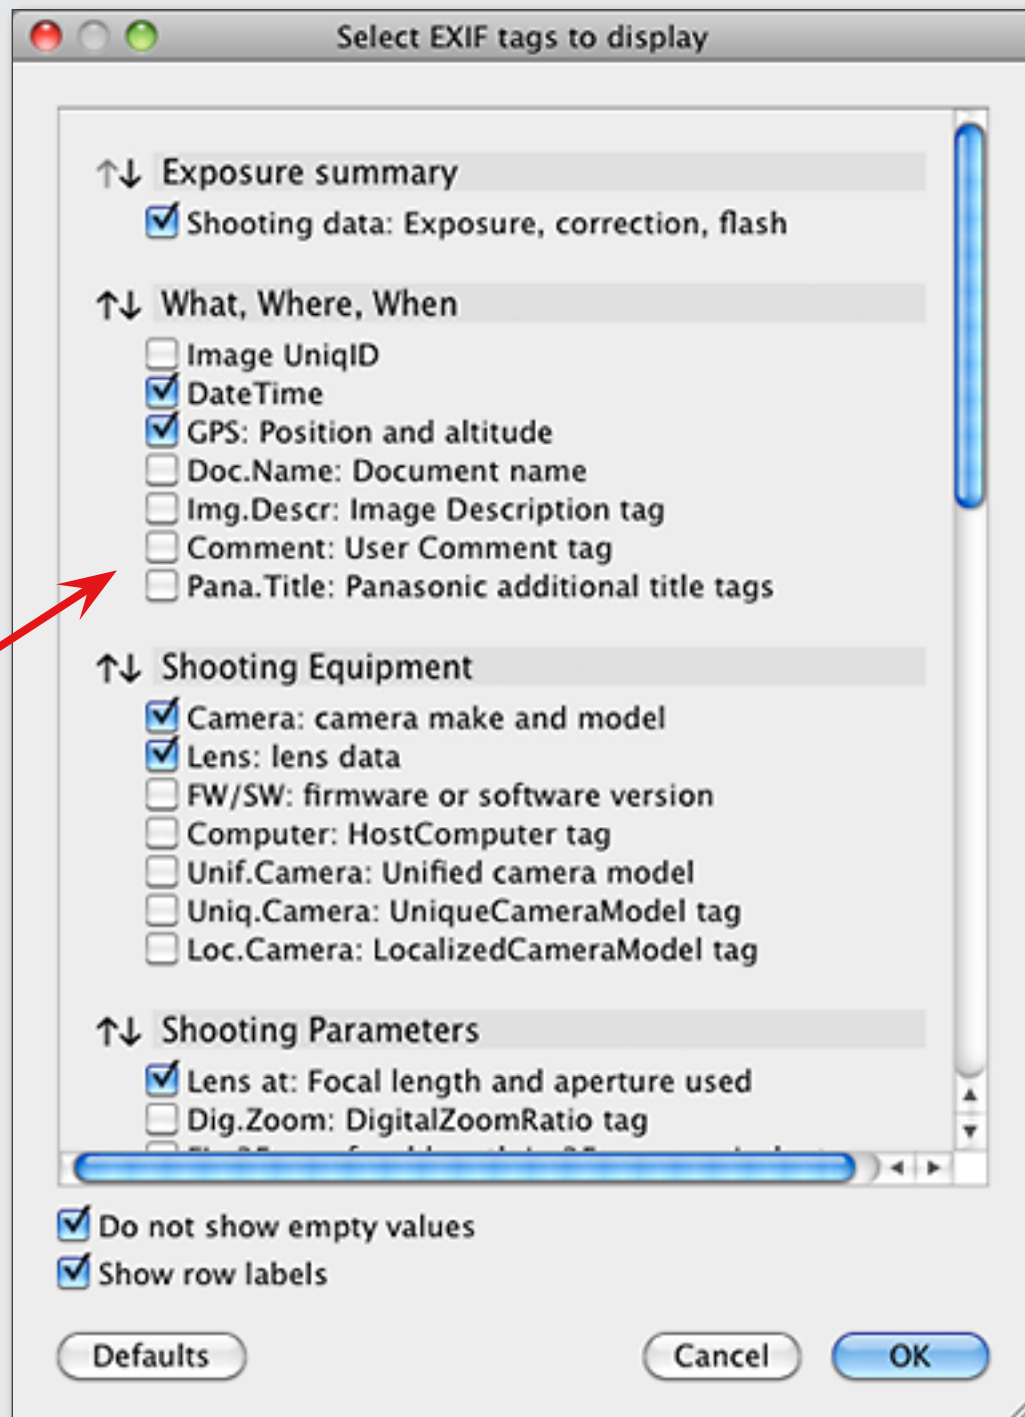 Select EXIF tags to display
Exposure summary
Shooting data: Exposure, correction, flash
What, Where, When
Image UniqID
DateTime
GPS: Position and altitude
Doc.Name: Document name
Img.Descr: Image Description tag
Comment: User Comment tag
Pana.Title: Panasonic additional title tags
Shooting Equipment
Camera: camera make and model
Lens: lens data
FW/SW: firmware or software version
Computer: HostComputer tag
Unif.Camera: Unified camera model
Uniq.Camera: UniqueCameraModel tag
Loc.Camera: LocalizedCameraModel tag
Shooting Parameters
Lens at: Focal length and aperture used
Dig.Zoom: DigitalZoomRatio tag
Do not show empty values
Show row labels
Defaults
Cancel
OK